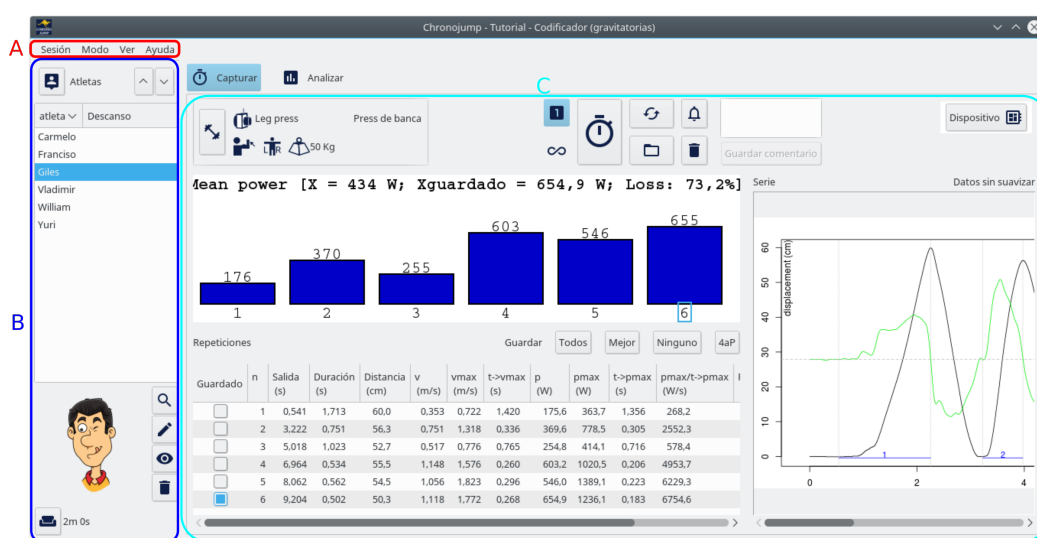 Chronojump - Tutorial - Codificador (gravitatorias)
A
Sesión Modo Ver Ayuda
Atletas
Capturar
Analizar
C
atleta Descanso
Carmelo
Franciso
Giles
Vladimir
William
Yuri
B
2m 0s
Leg press
Press de banca
L R
50 Kg
1
Guardar comentario
Dispositivo
Mean power [X = 434 W; Xguardado = 654,9 W; Loss: 73,2%]
176 370 255 603 546 655
1 2 3 4 5 6
Serie
Datos sin suavizar
displacement (cm)
60
50
40
30
20
10
0
1 2
0 2 4
Repeticiones
Guardar Todos Mejor Ninguno 4aP
Guardado n Salida (s) Duración (s) Distancia (cm) v (m/s) vmax (m/s) t->vmax (s) p (W) pmax (W) t->pmax (s) pmax/t->pmax (W/s)
1 0,541 1,713 60,0 0,353 0,722 1,420 175,6 363,7 1,356 268,2
2 3,222 0,751 56,3 0,751 1,318 0,336 369,6 778,5 0,305 2552,3
3 5,018 1,023 52,7 0,517 0,776 0,765 254,8 414,1 0,716 578,4
4 6,964 0,534 55,5 1,148 1,576 0,260 603,2 1020,5 0,206 4953,7
5 8,062 0,562 54,5 1,056 1,823 0,296 546,0 1389,1 0,223 6229,3
6 9,204 0,502 50,3 1,118 1,772 0,268 654,9 1236,1 0,183 6754,6